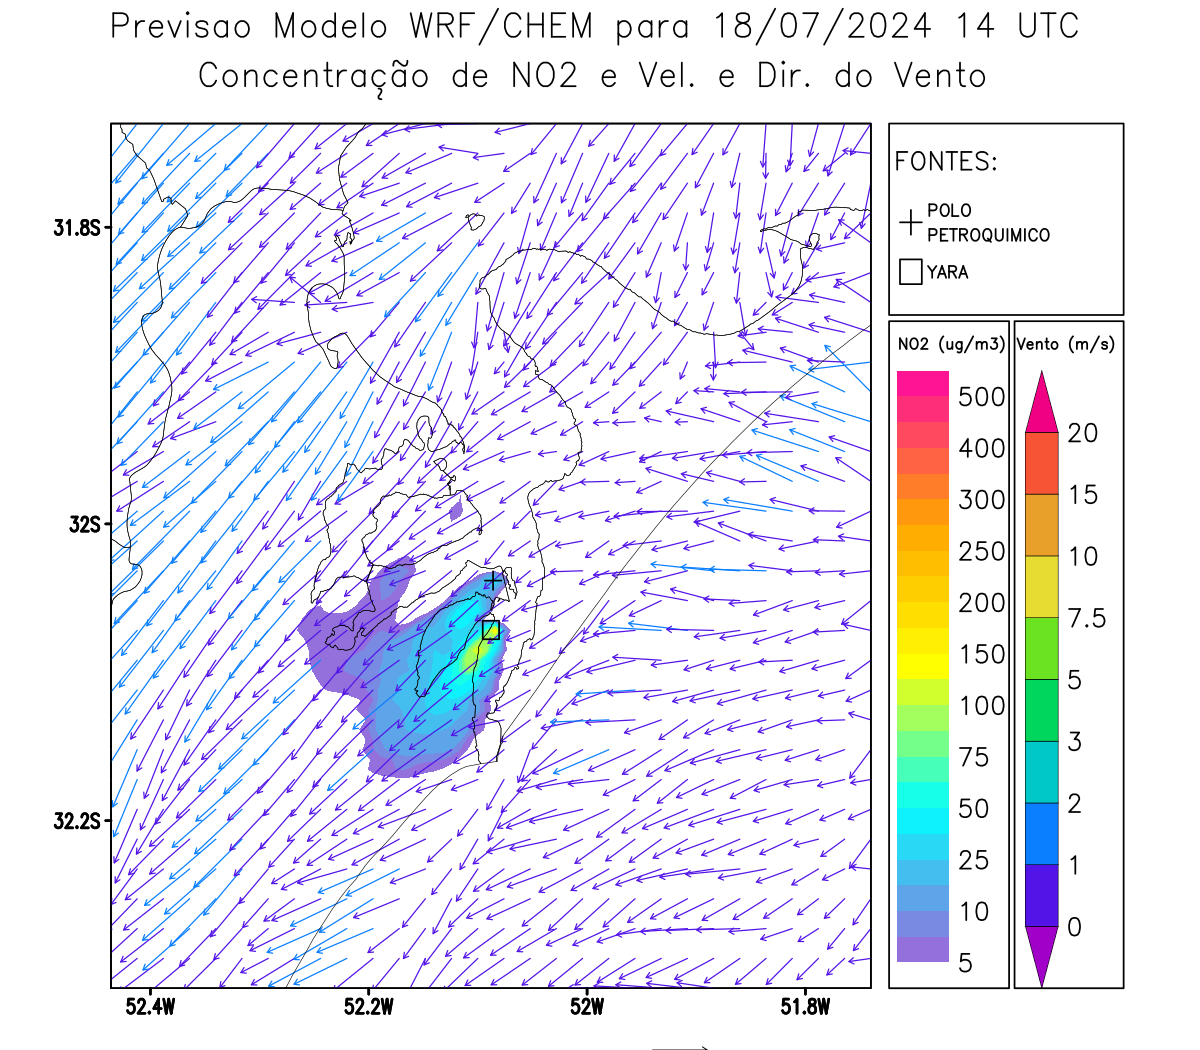 Previsao Modelo WRF/CHEM para 18/07/2024 14 UTC
Concentração de NO2 e Vel. e Dir. do Vento
FONTES:
POLO
PETROQUIMICO
YARA
31.8S
32S
32.2S
52.4W
52.2W
52W
51.8W
NO2 (ug/m3)
500
400
300
250
200
150
100
75
50
25
10
5
Vento (m/s)
20
15
10
7.5
5
3
2
1
0